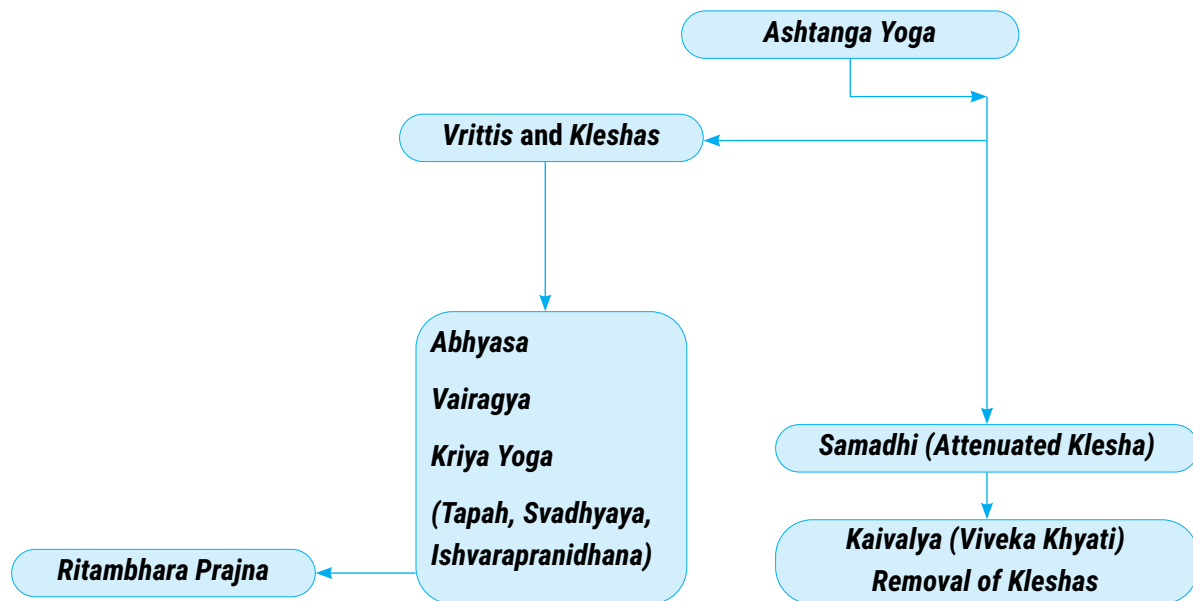 Ashtanga Yoga
Vrittis and Kleshas
Abhyasa
Vairagya
Kriya Yoga
(Tapah, Svadhyaya,
Ishvarapranidhana)
Samadhi (Attenuated Klesha)
Kaivalya (Viveka Khyati)
Removal of Kleshas
Ritambhara Prajna